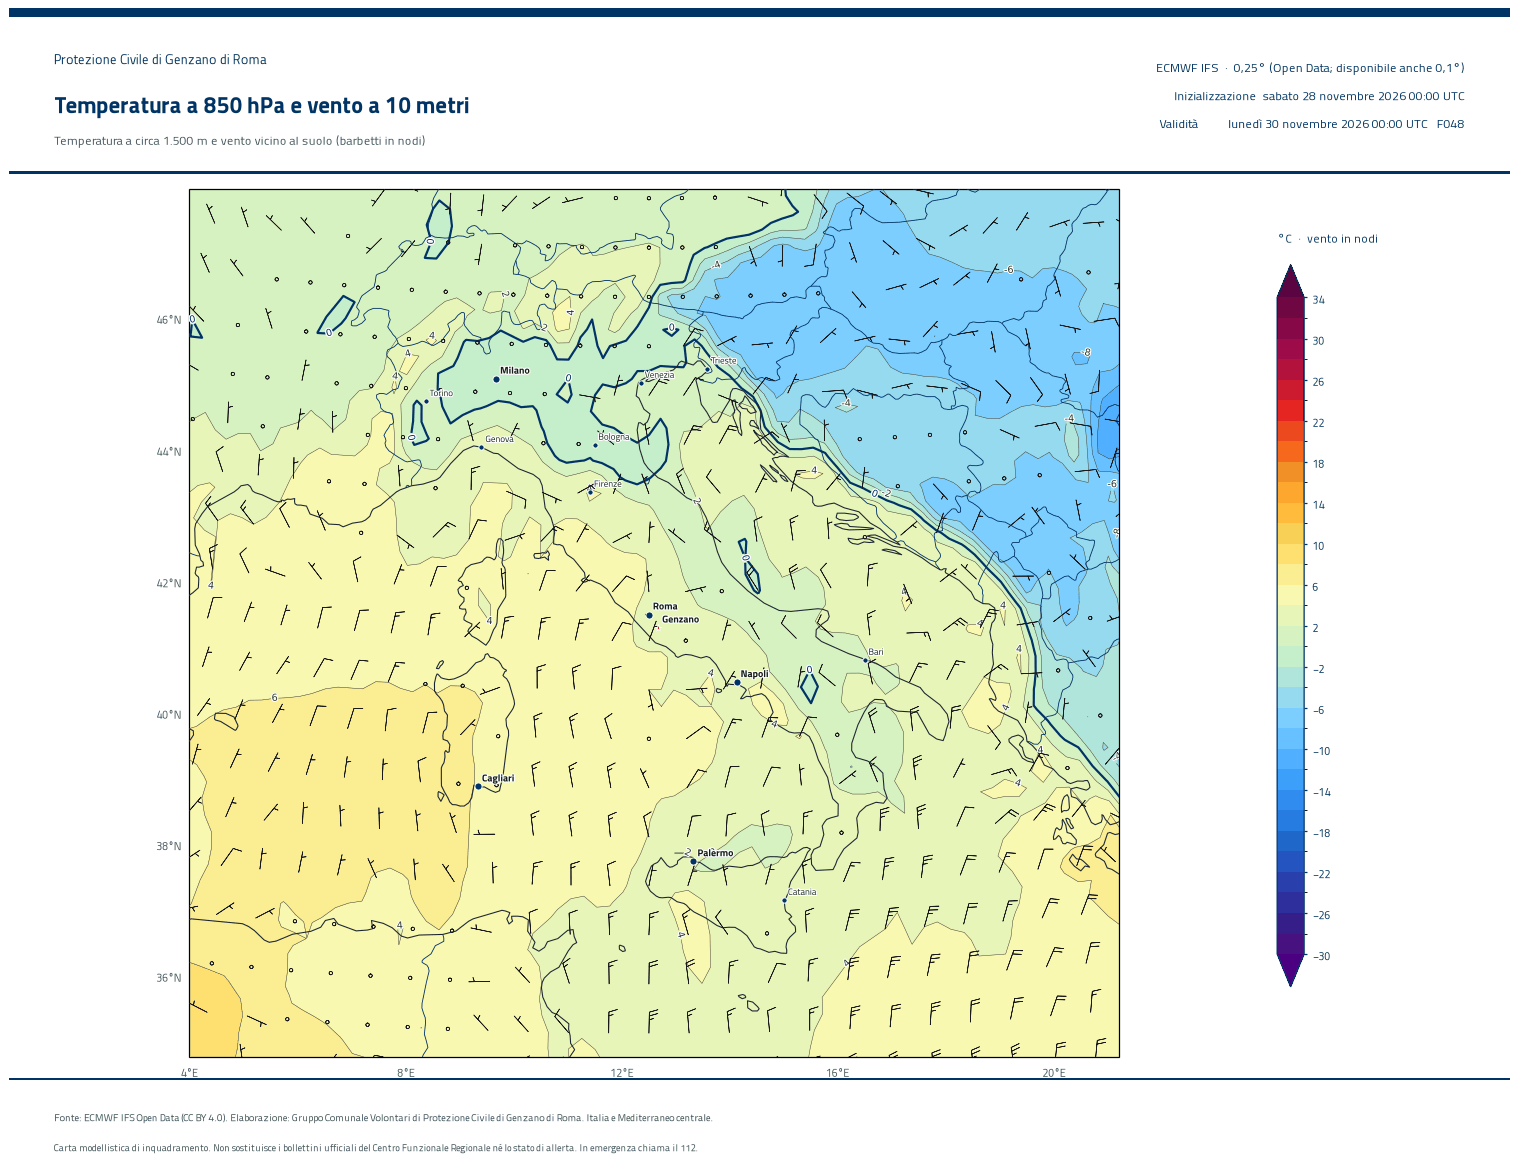 Protezione Civile di Genzano di Roma
Temperatura a 850 hPa e vento a 10 metri
Temperatura a circa 1.500 m e vento vicino al suolo (barbetti in nodi)
ECMWF IFS · 0,25° (Open Data; disponibile anche 0,1°)
Inizializzazione sabato 28 novembre 2026 00:00 UTC
Validità lunedì 30 novembre 2026 00:00 UTC F048
°C · vento in nodi
34
30
26
22
18
14
10
6
2
−2
−6
−10
−14
−18
−22
−26
−30
46°N
44°N
42°N
40°N
38°N
36°N
4°E
8°E
12°E
16°E
20°E
Milano
Torino
Venezia
Trieste
Genova
Bologna
Firenze
Roma
Genzano
Napoli
Bari
Cagliari
Palermo
Catania
Fonte: ECMWF IFS Open Data (CC BY 4.0). Elaborazione: Gruppo Comunale Volontari di Protezione Civile di Genzano di Roma. Italia e Mediterraneo centrale.
Carta modellistica di inquadramento. Non sostituisce i bollettini ufficiali del Centro Funzionale Regionale né lo stato di allerta. In emergenza chiama il 112.